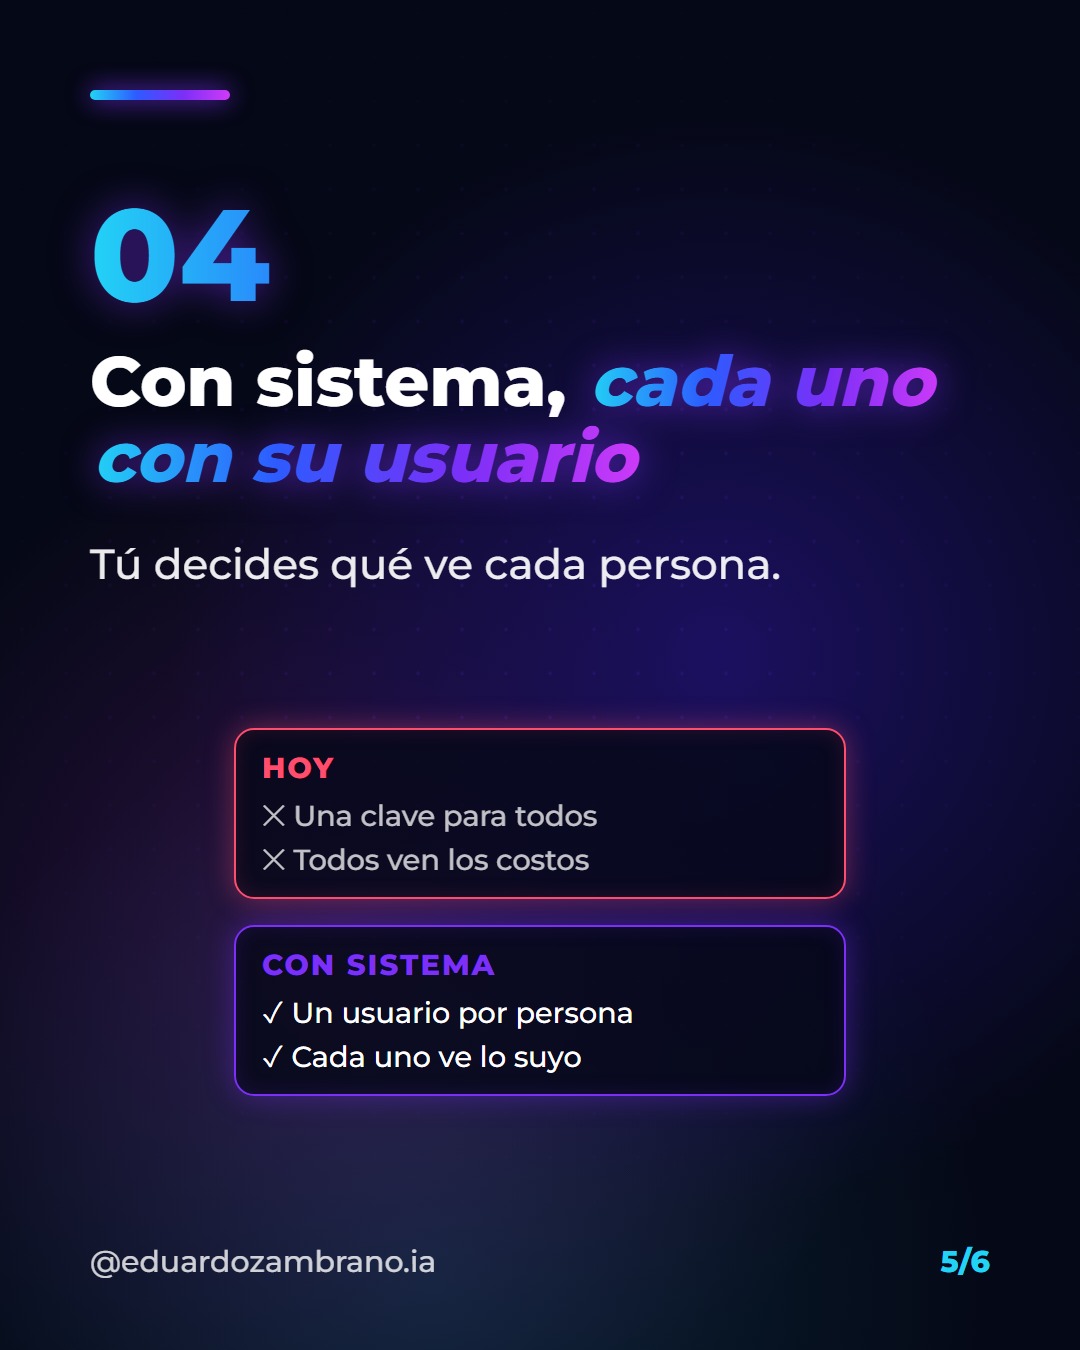 04
Con sistema, cada uno
con su usuario
Tú decides qué ve cada persona.
HOY
✕ Una clave para todos
✕ Todos ven los costos
CON SISTEMA
✓ Un usuario por persona
✓ Cada uno ve lo suyo
@eduardozambrano.ia
5/6